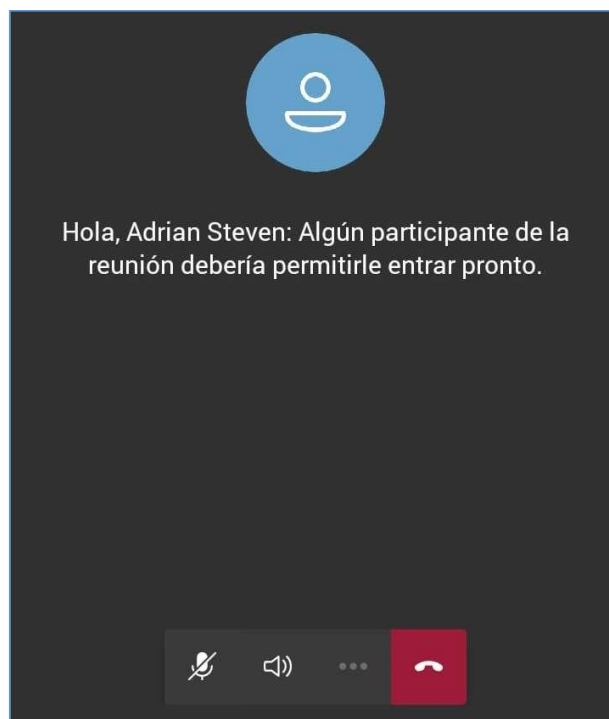 Hola, Adrian Steven: Algún participante de la
reunión debería permitirle entrar pronto.